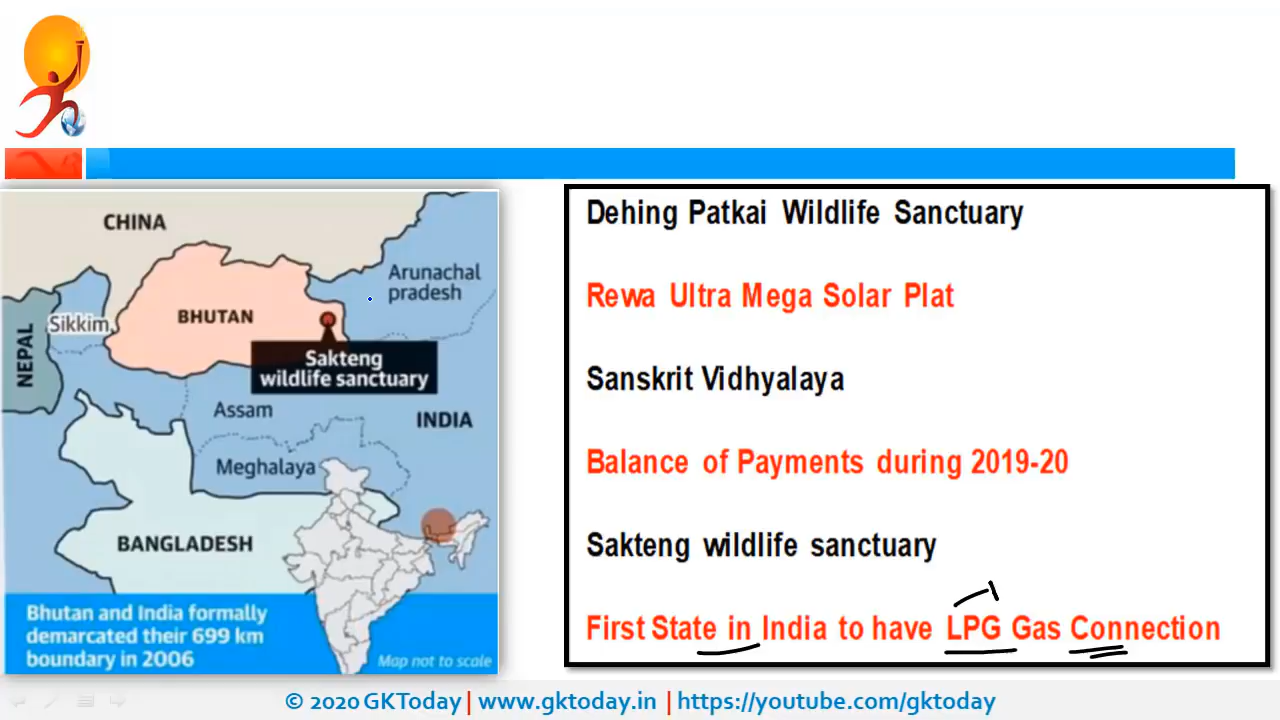 CHINA
Arunachal
pradesh
BHUTAN
Sikkim
NEPAL
Sakteng
wildlife sanctuary
Assam
INDIA
Meghalaya
BANGLADESH
Bhutan and India formally
demarcated their 699 km
boundary in 2006
Map not to scale
Dehing Patkai Wildlife Sanctuary
Rewa Ultra Mega Solar Plat
Sanskrit Vidhyalaya
Balance of Payments during 2019-20
Sakteng wildlife sanctuary
First State in India to have LPG Gas Connection
© 2020 GKToday | www.gktoday.in | https://youtube.com/gktoday